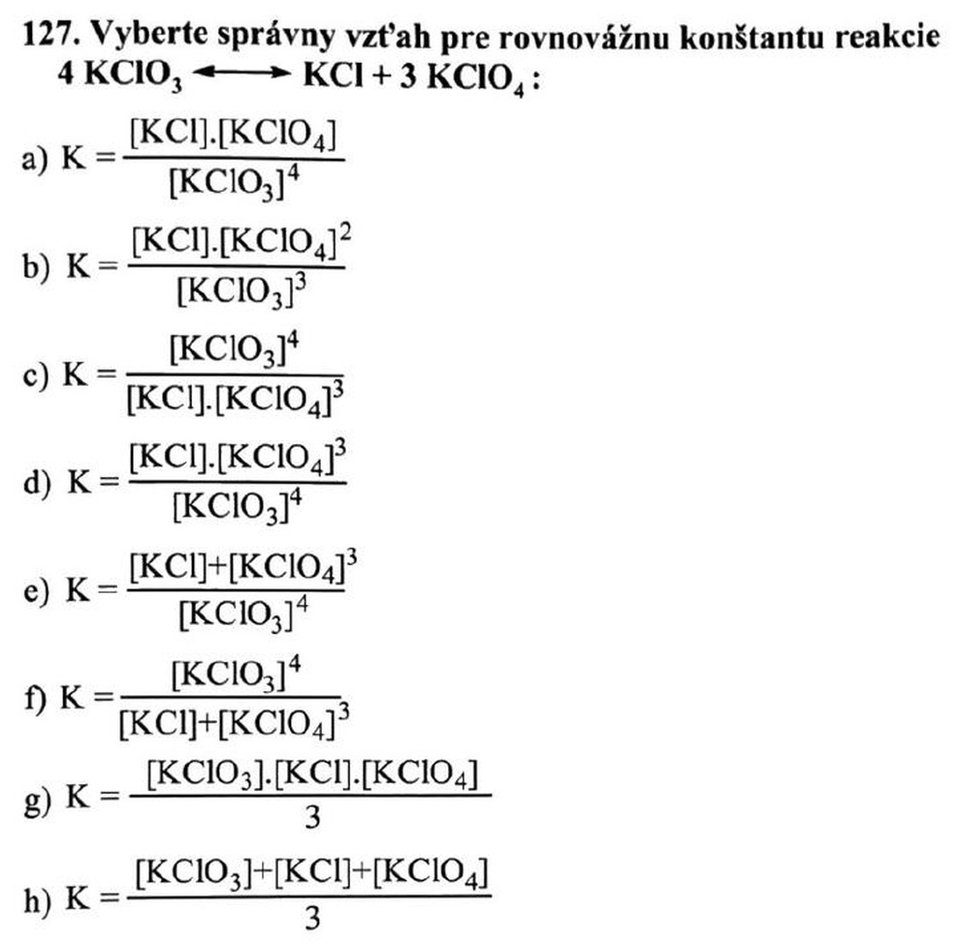 127. Vyberte správny vzťah pre rovnovážnu konštantu reakcie
4 KClO₃ ⟷ KCl + 3 KClO₄ :
a) K = [KCl].[KClO₄]
[KClO₃]⁴
b) K = [KCl].[KClO₄]²
[KClO₃]³
c) K = [KClO₃]⁴
[KCl].[KClO₄]³
d) K = [KCl].[KClO₄]³
[KClO₃]⁴
e) K = [KCl]+[KClO₄]³
[KClO₃]⁴
f) K = [KClO₃]⁴
[KCl]+[KClO₄]³
g) K = [KClO₃].[KCl].[KClO₄]
3
h) K = [KClO₃]+[KCl]+[KClO₄]
3